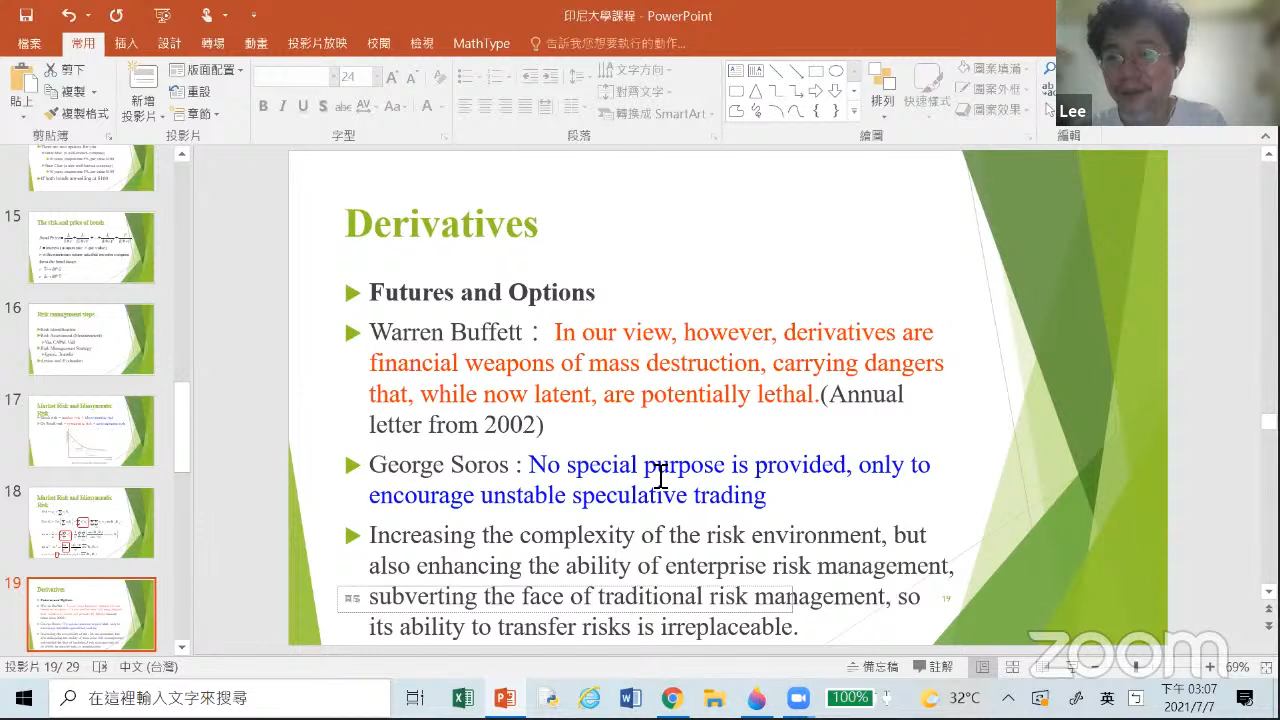 印尼大學課程 - PowerPoint
檔案 常用 插入 設計 轉場 動畫 投影片放映 校閱 檢視 MathType 告訴我您想要執行的動作...
貼上 剪下 複製 格式
剪貼簿
新增投影片 版面配置 重設 章節
投影片
24
B I U S abc AV Aa A
字型
文字方向
對齊文字
轉換成 SmartArt
段落
排列 快速樣式 圖案填滿 圖案外框 圖案效果
繪圖
編輯
Lee
15
The risk and price of bonds
16
Risk management steps
17
Market Risk and Idiosyncratic Risk
18
Market Risk and Idiosyncratic Risk
19
Derivatives
Derivatives
Futures and Options
Warren Buffett： In our view, however, derivatives are
financial weapons of mass destruction, carrying dangers
that, while now latent, are potentially lethal.(Annual
letter from 2002)
George Soros : No special purpose is provided, only to
encourage unstable speculative trading
Increasing the complexity of the risk environment, but
also enhancing the ability of enterprise risk management,
subverting the face of traditional risk management, so
its ability to transfer risks is irreplaceable.
zoom
投影片 19/29 中文 (台灣) 備忘稿 註解 69%
在這裡輸入文字來搜尋
100% 32°C 英 下午 03:07
2021/7/7